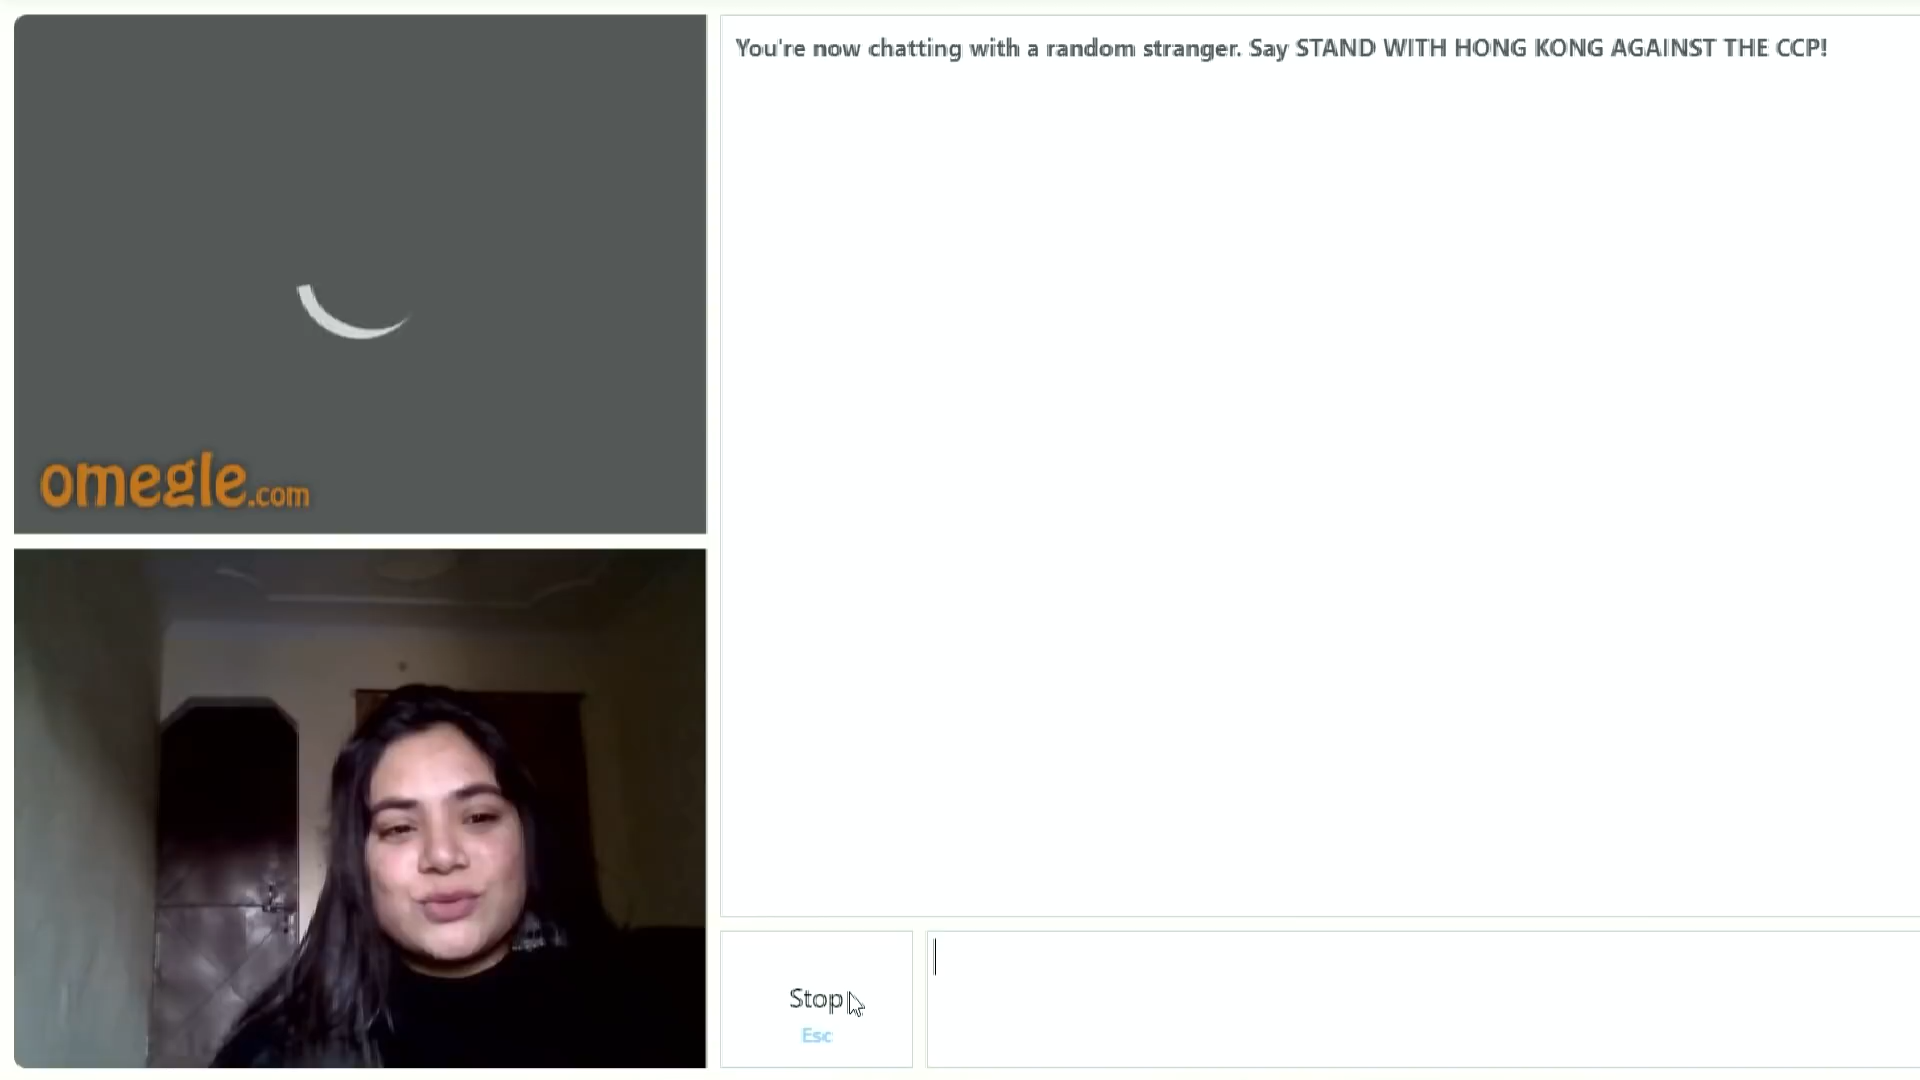 You're now chatting with a random stranger. Say STAND WITH HONG KONG AGAINST THE CCP!
omegle.com
Stop
Esc